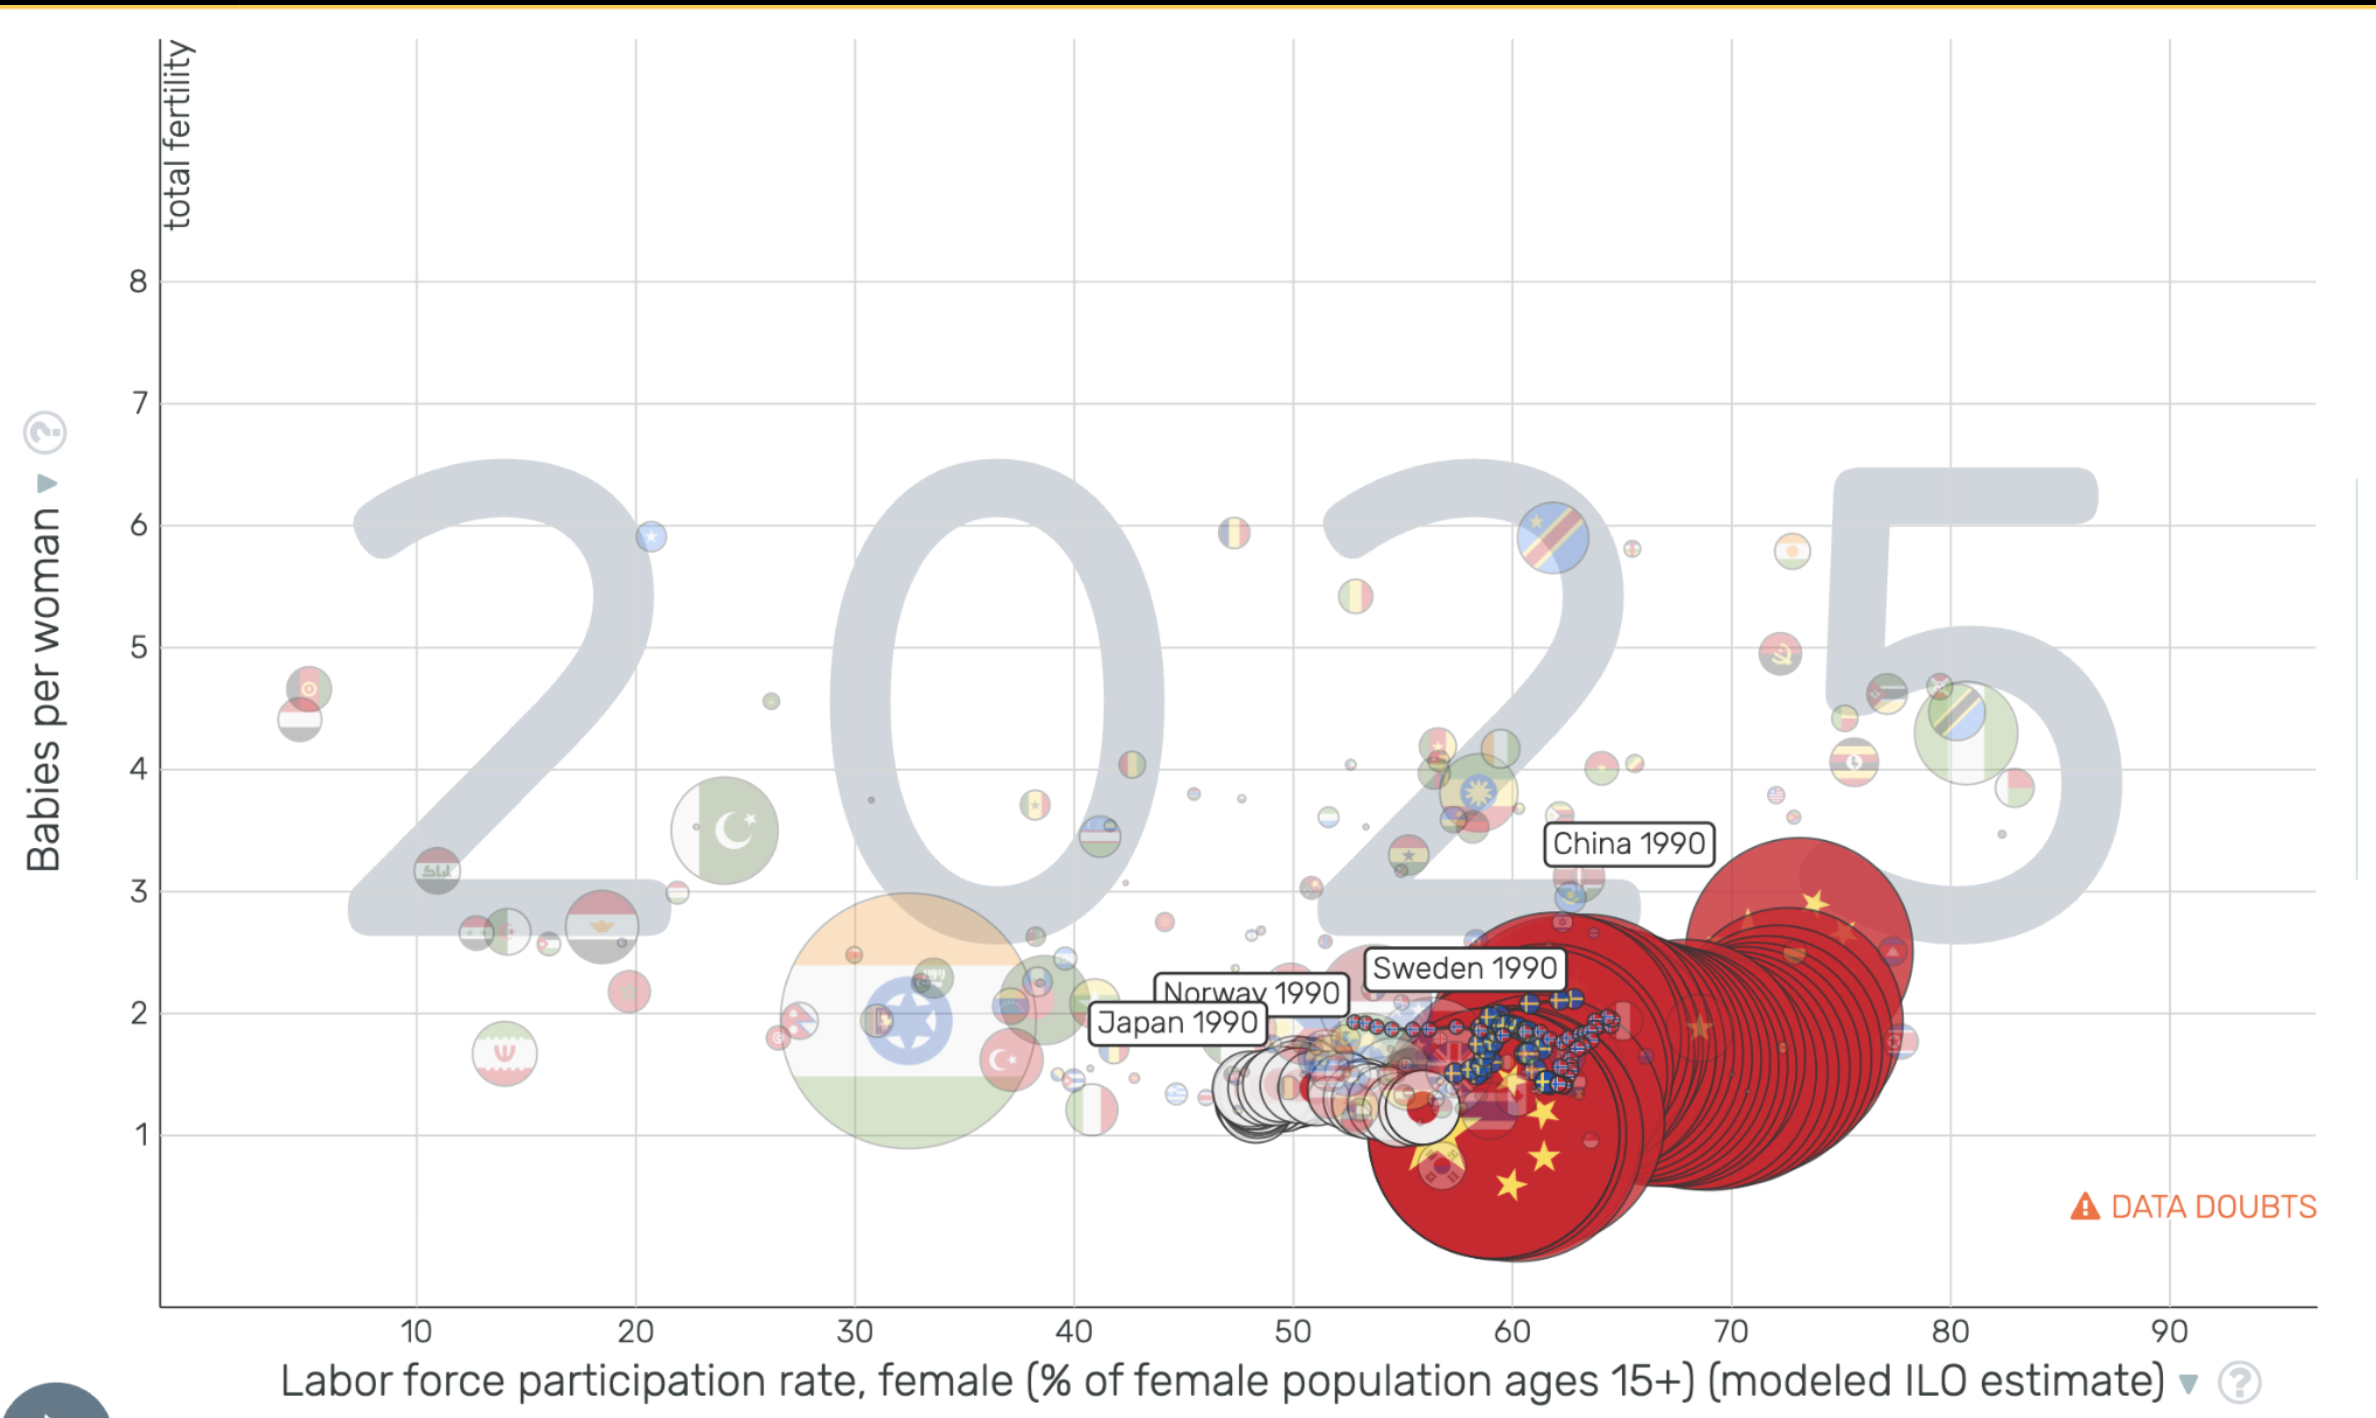 total fertility
8
7
6
5
4
3
2
1
Babies per woman ▼ ?
2025
China 1990
Sweden 1990
Norway 1990
Japan 1990
DATA DOUBTS
10 20 30 40 50 60 70 80 90
Labor force participation rate, female (% of female population ages 15+) (modeled ILO estimate) ▼ ?